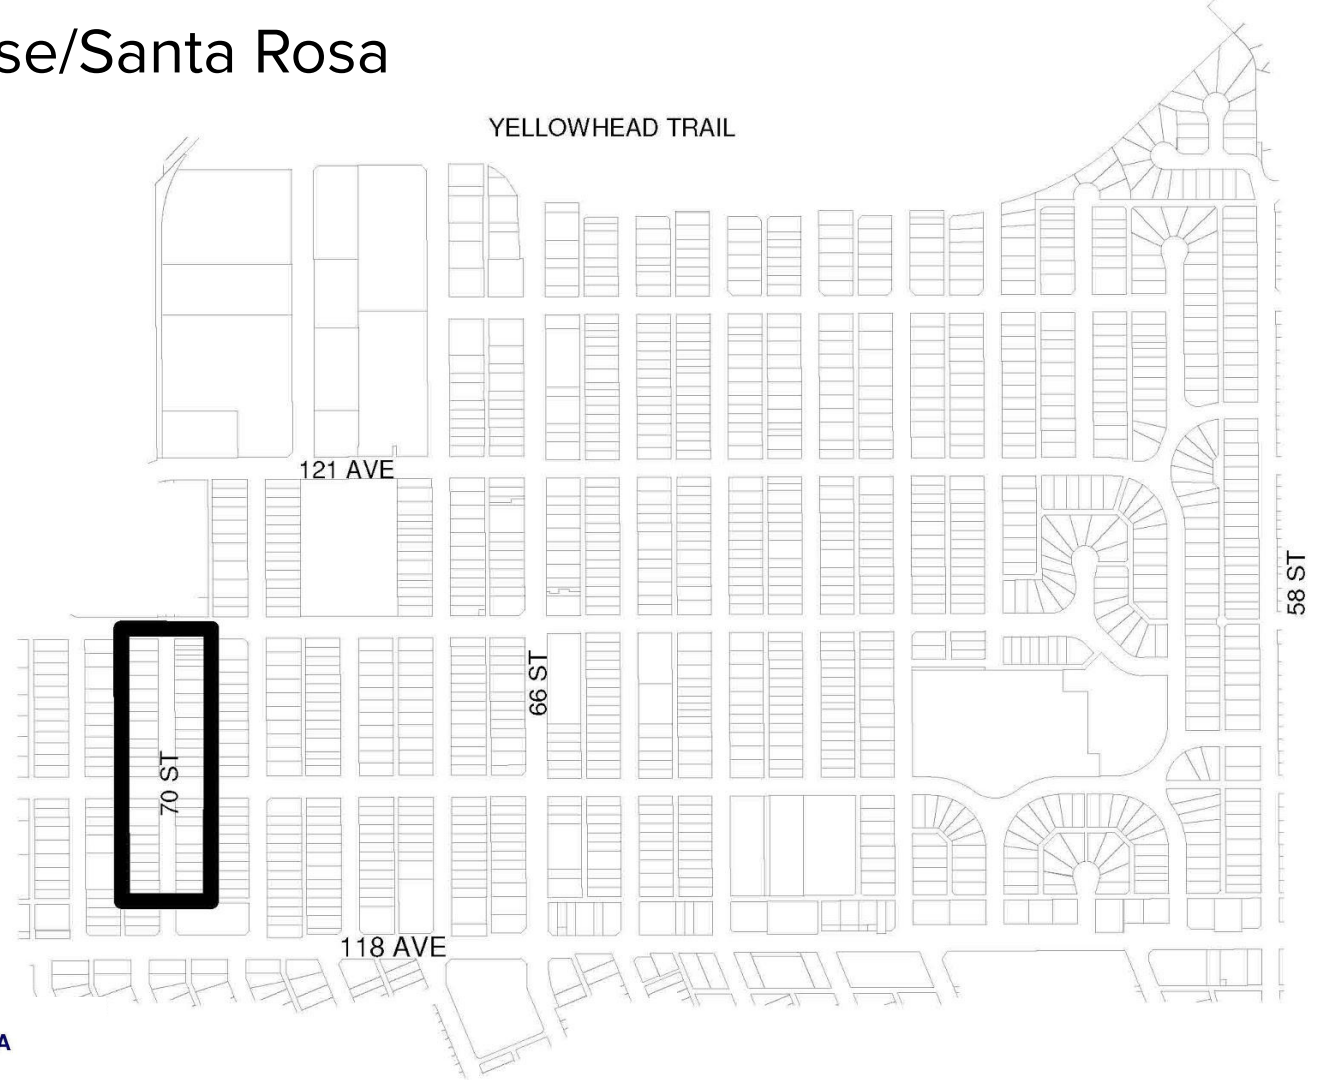 se/Santa Rosa
YELLOWHEAD TRAIL
121 AVE
58 ST
66 ST
70 ST
118 AVE
A